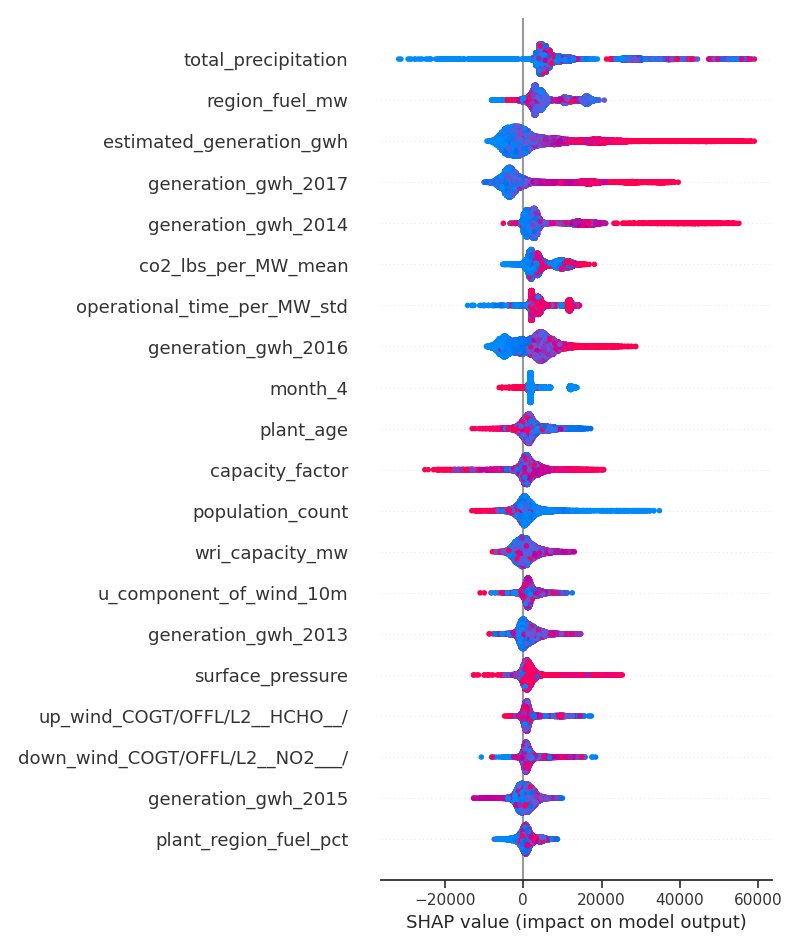 total_precipitation
region_fuel_mw
estimated_generation_gwh
generation_gwh_2017
generation_gwh_2014
co2_lbs_per_MW_mean
operational_time_per_MW_std
generation_gwh_2016
month_4
plant_age
capacity_factor
population_count
wri_capacity_mw
u_component_of_wind_10m
generation_gwh_2013
surface_pressure
up_wind_COGT/OFFL/L2__HCHO__/
down_wind_COGT/OFFL/L2__NO2___/
generation_gwh_2015
plant_region_fuel_pct
−20000 0 20000 40000 60000
SHAP value (impact on model output)